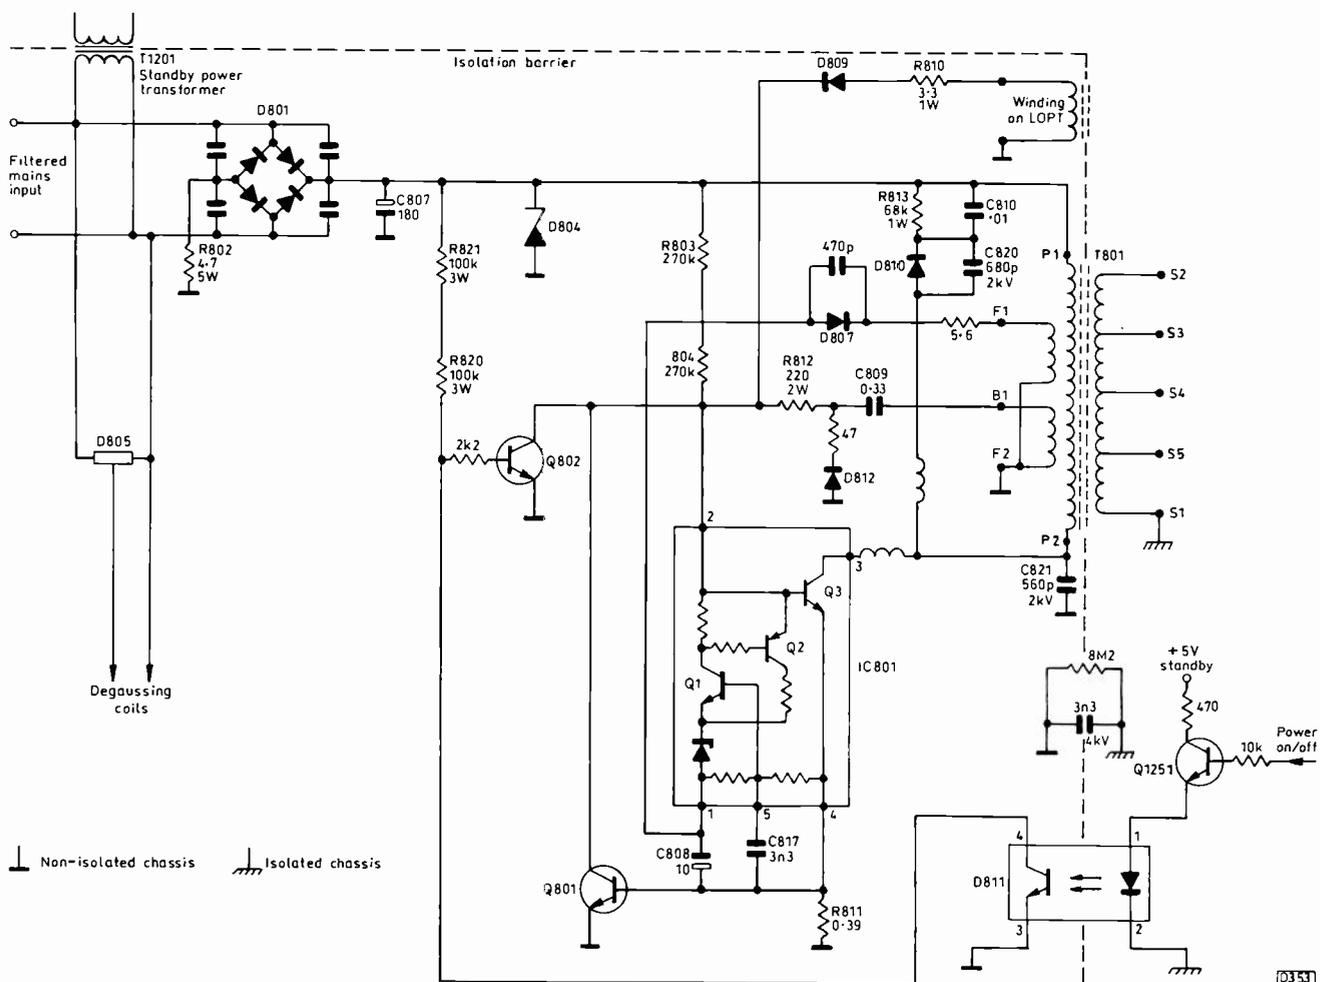 T1201
Standby power
transformer
Isolation barrier
D809
R810
3·3
1W
Winding
on LOPT
D801
Filtered
mains
input
C807
180
R802
4·7
5W
R821
100k
3W
D804
R803
270k
R813
68k
1W
C810
·01
470p
D810
C820
680p
2kV
P1
T801
S2
F1
S3
D807
5·6
R820
100k
3W
804
270k
R812
220
2W
C809
0·33
B1
S4
D805
2k2
Q802
47
D812
F2
S5
S1
2
3
P2
C821
560p
2kV
Q3
Q2
IC801
Q1
8M2
+5V
standby
470
3n3
4kV
Power
on/off
10k
Q1251
Degaussing
coils
1
5
4
C808
10
C817
3n3
Non-isolated chassis
Isolated chassis
Q801
R811
0·39
4
1
D811
3
2
D353